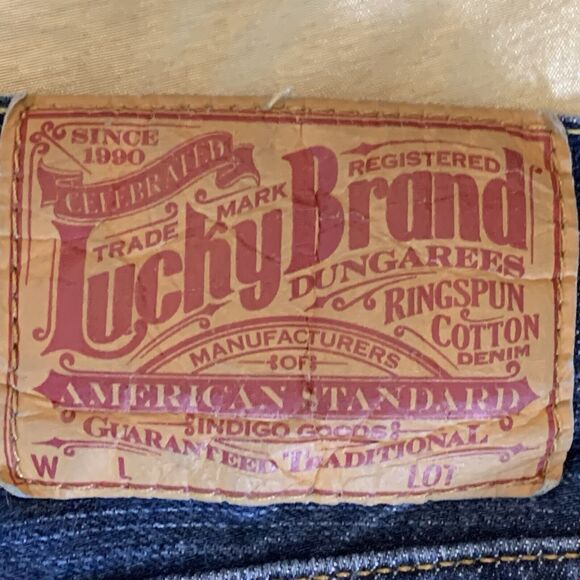 SINCE
1990
CELEBRATED
TRADE MARK REGISTERED
Lucky Brand
DUNGAREES
RINGSPUN
COTTON
DENIM
MANUFACTURERS
OF
AMERICAN STANDARD
INDIGO GOODS
GUARANTEED TRADITIONAL
W L LOT